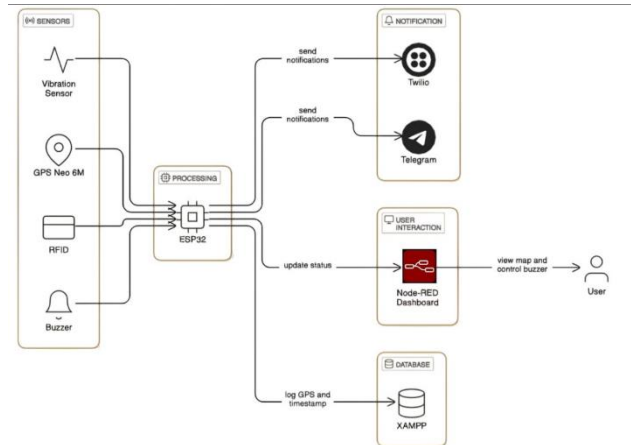 SENSORS
Vibration
Sensor
GPS Neo 6M
RFID
Buzzer
PROCESSING
ESP32
send
notifications
send
notifications
update status
log GPS and
timestamp
NOTIFICATION
Twilio
Telegram
USER
INTERACTION
Node-RED
Dashboard
view map and
control buzzer
User
DATABASE
XAMPP